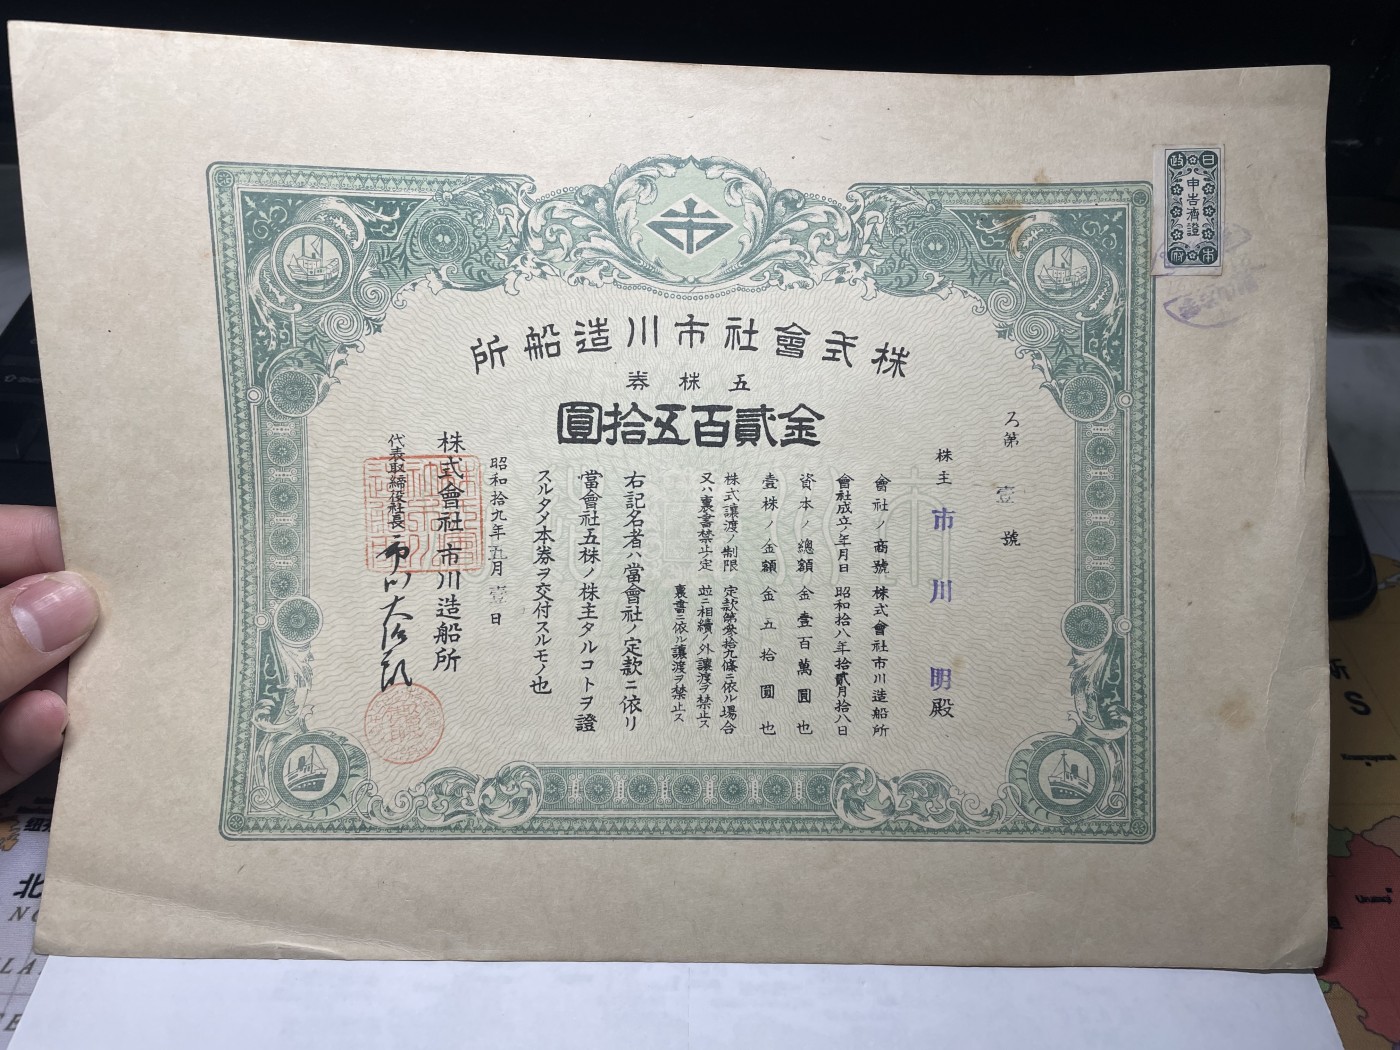 株式會社市川造船所
五株券
金貳百五拾圓
ろ第壹號
株主 市川明殿
會社ノ商號 株式會社市川造船所
會社成立ノ年月日 昭和拾八年拾貳月拾八日
資本ノ總額 金壹百萬圓也
壹株ノ金額 金五拾圓也
株式讓渡ノ制限 定款第參拾九條ニ依ル場合
又ハ裏書禁止ノ定 並ニ相續ノ外讓渡ヲ禁止ス
裏書ニ依ル讓渡ヲ禁止ス
右記名者ハ當會社ノ定款ニ依リ
當會社五株ノ株主タルコトヲ證
スルタメ本券ヲ交付スルモノ也
昭和拾九年五月壹日
株式會社市川造船所
代表取締役社長
日本政府
申告濟證
北